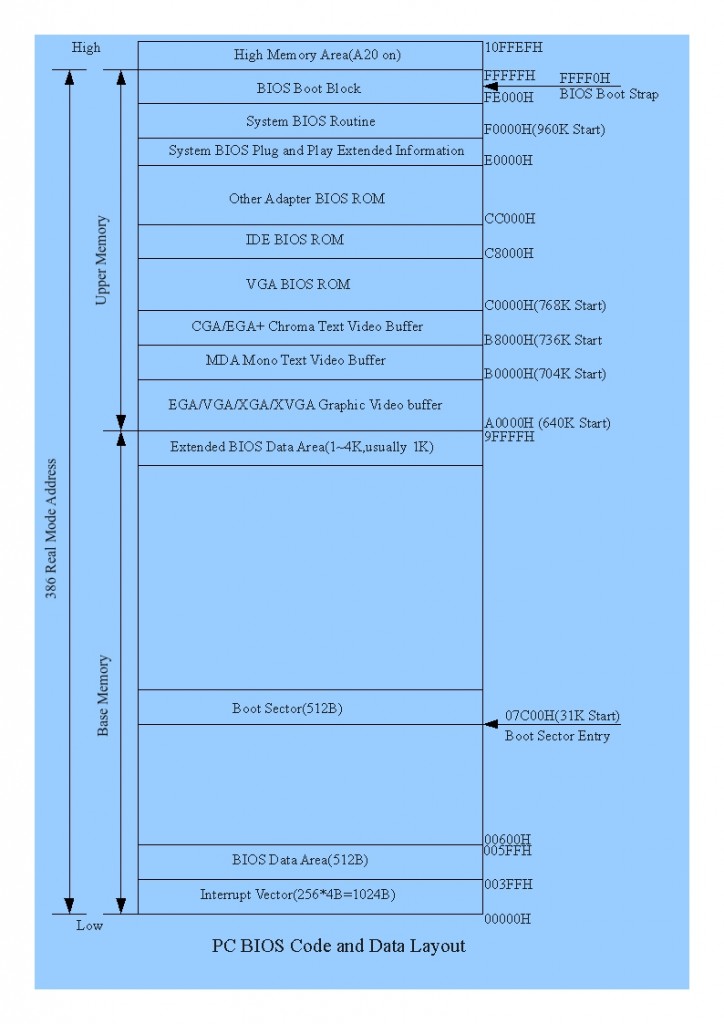 High
High Memory Area(A20 on)
10FFEFH
FFFFFH
FFFF0H
BIOS Boot Block
FE000H
BIOS Boot Strap
System BIOS Routine
F0000H(960K Start)
System BIOS Plug and Play Extended Information
E0000H
Other Adapter BIOS ROM
CC000H
IDE BIOS ROM
C8000H
VGA BIOS ROM
C0000H(768K Start)
CGA/EGA+ Chroma Text Video Buffer
B8000H(736K Start
MDA Mono Text Video Buffer
B0000H(704K Start)
EGA/VGA/XGA/XVGA Graphic Video buffer
A0000H (640K Start)
9FFFFH
Extended BIOS Data Area(1~4K,usually 1K)
Upper Memory
386 Real Mode Address
Base Memory
Boot Sector(512B)
07C00H(31K Start)
Boot Sector Entry
00600H
005FFH
BIOS Data Area(512B)
003FFH
Interrupt Vector(256*4B=1024B)
00000H
Low
PC BIOS Code and Data Layout